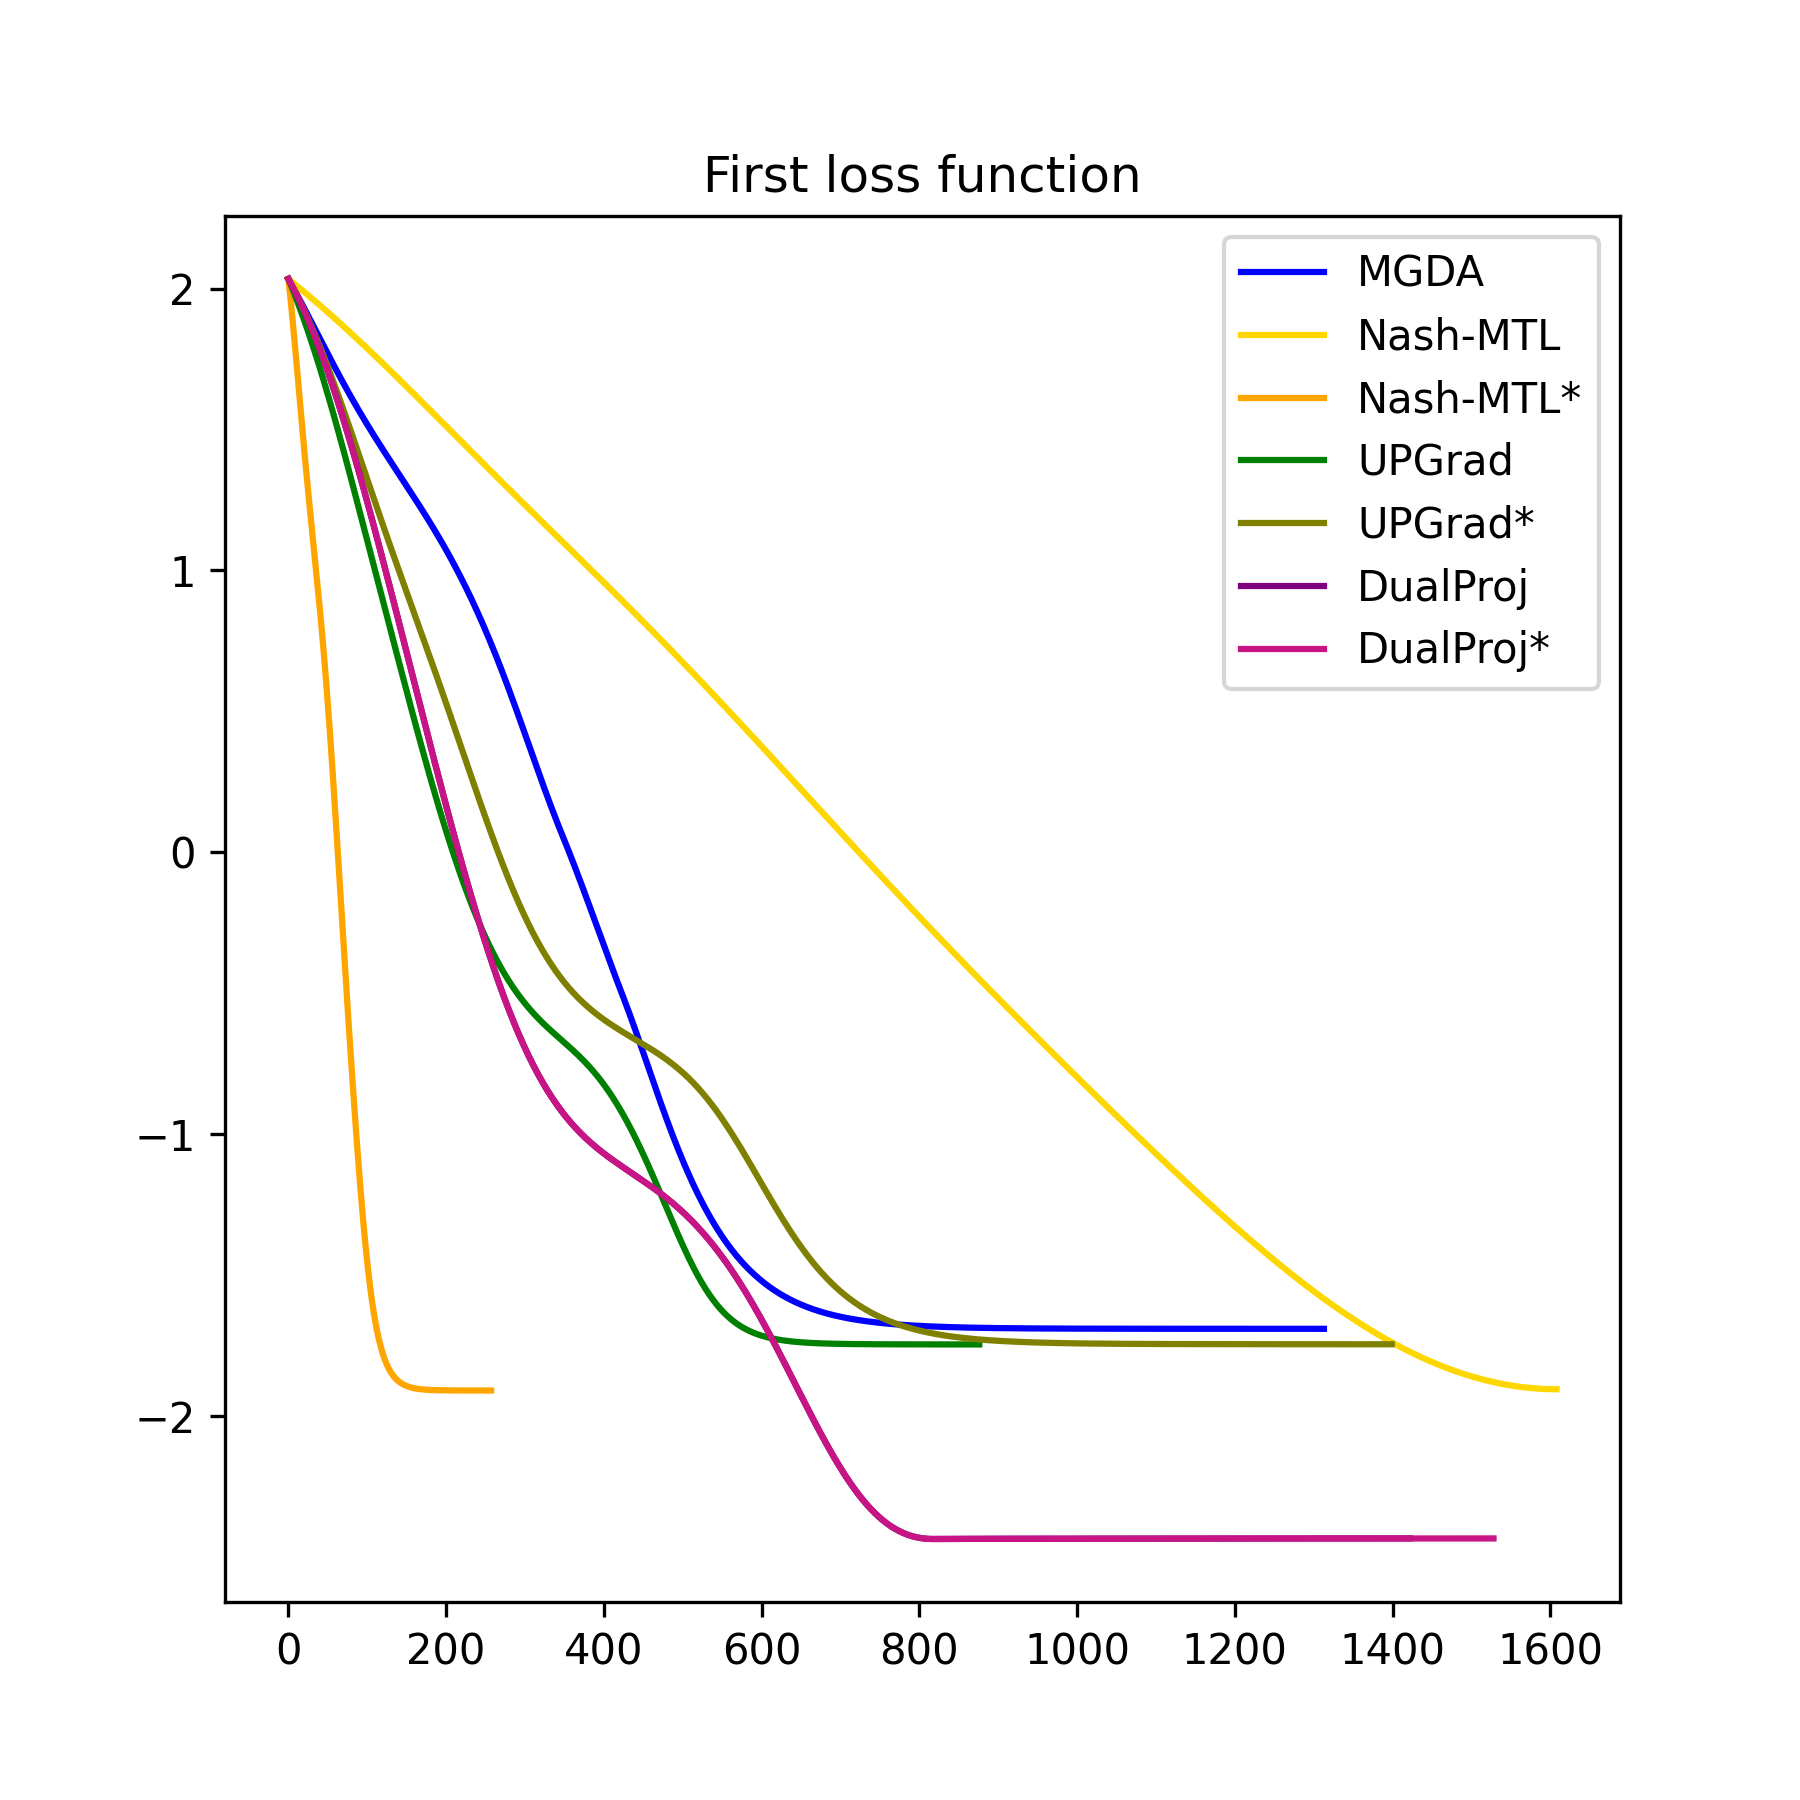 First loss function
2
1
0
−1
−2
0 200 400 600 800 1000 1200 1400 1600
MGDA
Nash-MTL
Nash-MTL*
UPGrad
UPGrad*
DualProj
DualProj*